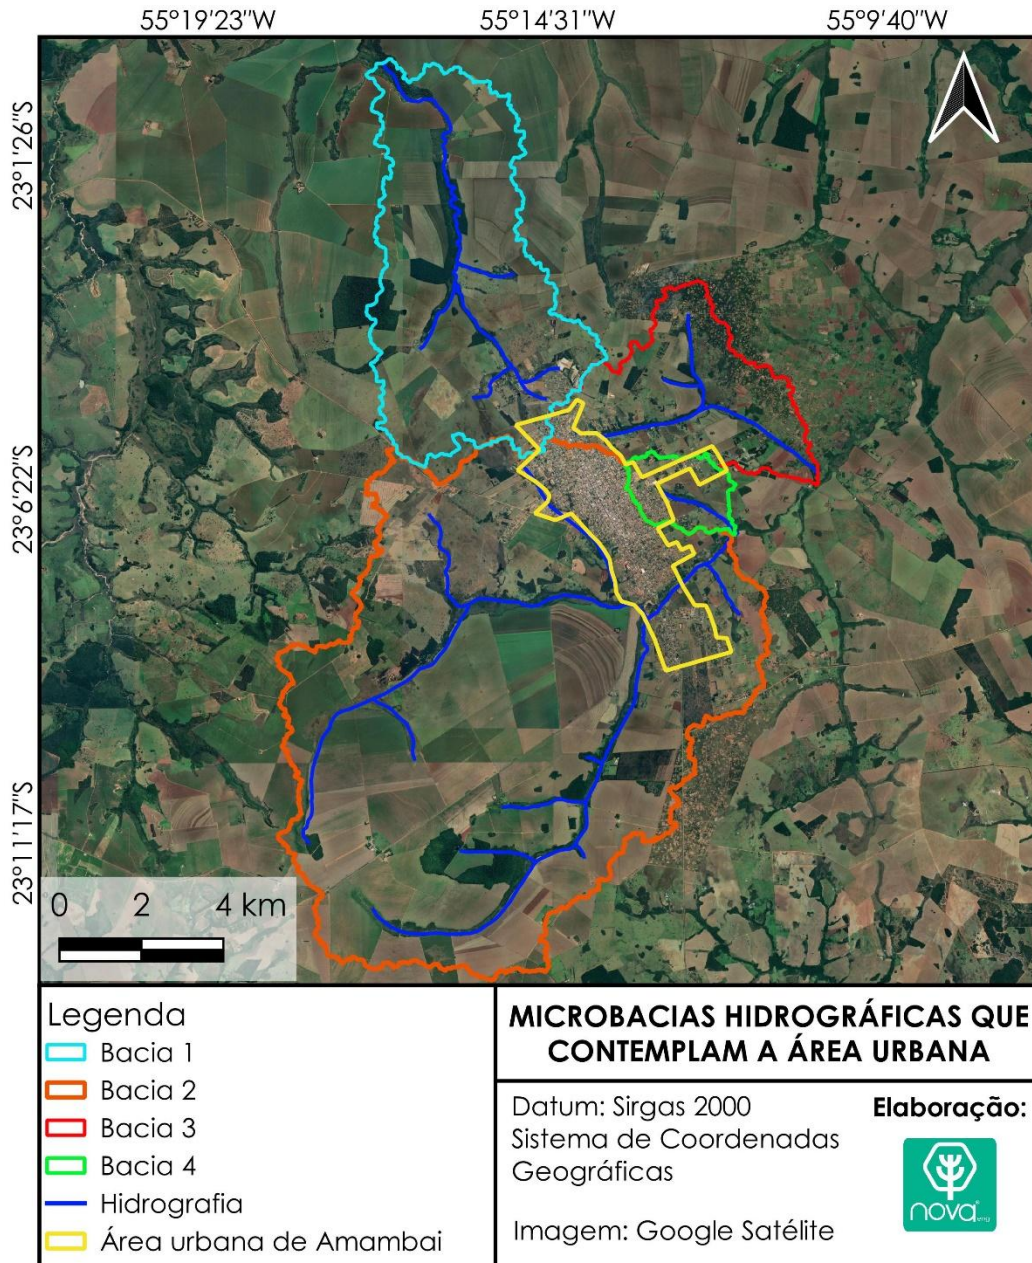 55°19'23"W 55°14'31"W 55°9'40"W
23°1'26"S
23°6'22"S
23°11'17"S
0 2 4 km
Legenda
Bacia 1
Bacia 2
Bacia 3
Bacia 4
Hidrografia
Área urbana de Amambai
MICROBACIAS HIDROGRÁFICAS QUE
CONTEMPLAM A ÁREA URBANA
Datum: Sirgas 2000
Sistema de Coordenadas
Geográficas
Imagem: Google Satélite
Elaboração:
nova